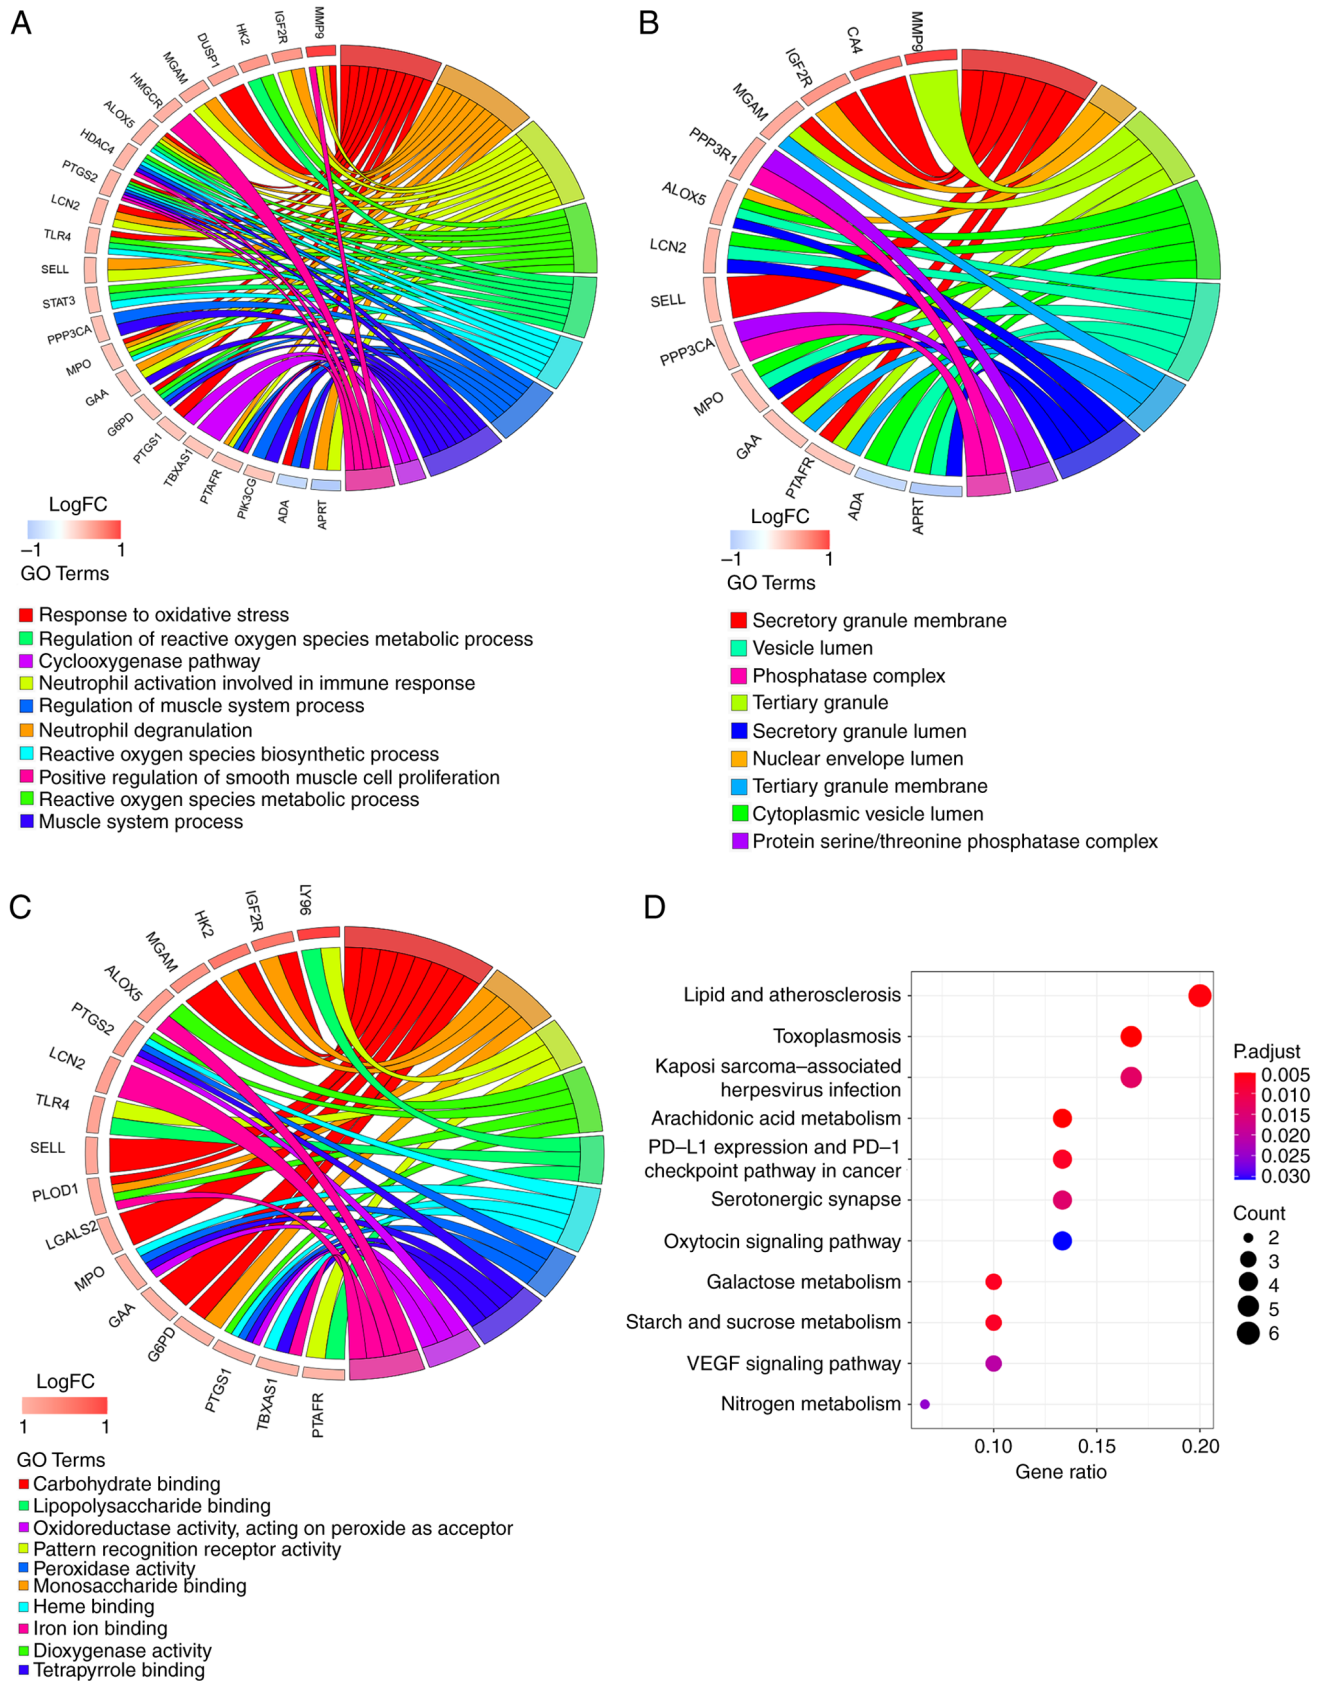 A
MMP9
IGF2R
HK2
DUSP1
MGAM
HMGCR
ALOX5
HDAC4
PTGS2
LCN2
TLR4
SELL
STAT3
PPP3CA
MPO
GAA
G6PD
PTGS1
TBXAS1
PTAFR
PIK3CG
ADA
APRT
LogFC
−1 1
GO Terms
Response to oxidative stress
Regulation of reactive oxygen species metabolic process
Cyclooxygenase pathway
Neutrophil activation involved in immune response
Regulation of muscle system process
Neutrophil degranulation
Reactive oxygen species biosynthetic process
Positive regulation of smooth muscle cell proliferation
Reactive oxygen species metabolic process
Muscle system process
B
MMP9
CA4
IGF2R
MGAM
PPP3R1
ALOX5
LCN2
SELL
PPP3CA
MPO
GAA
PTAFR
ADA
APRT
LogFC
−1 1
GO Terms
Secretory granule membrane
Vesicle lumen
Phosphatase complex
Tertiary granule
Secretory granule lumen
Nuclear envelope lumen
Tertiary granule membrane
Cytoplasmic vesicle lumen
Protein serine/threonine phosphatase complex
C
LY96
IGF2R
HK2
MGAM
ALOX5
PTGS2
LCN2
TLR4
SELL
PLOD1
LGALS2
MPO
GAA
G6PD
PTGS1
TBXAS1
PTAFR
LogFC
1 1
GO Terms
Carbohydrate binding
Lipopolysaccharide binding
Oxidoreductase activity, acting on peroxide as acceptor
Pattern recognition receptor activity
Peroxidase activity
Monosaccharide binding
Heme binding
Iron ion binding
Dioxygenase activity
Tetrapyrrole binding
D
Lipid and atherosclerosis
Toxoplasmosis
Kaposi sarcoma−associated
herpesvirus infection
Arachidonic acid metabolism
PD−L1 expression and PD−1
checkpoint pathway in cancer
Serotonergic synapse
Oxytocin signaling pathway
Galactose metabolism
Starch and sucrose metabolism
VEGF signaling pathway
Nitrogen metabolism
0.10 0.15 0.20
Gene ratio
P.adjust
0.005
0.010
0.015
0.020
0.025
0.030
Count
2
3
4
5
6